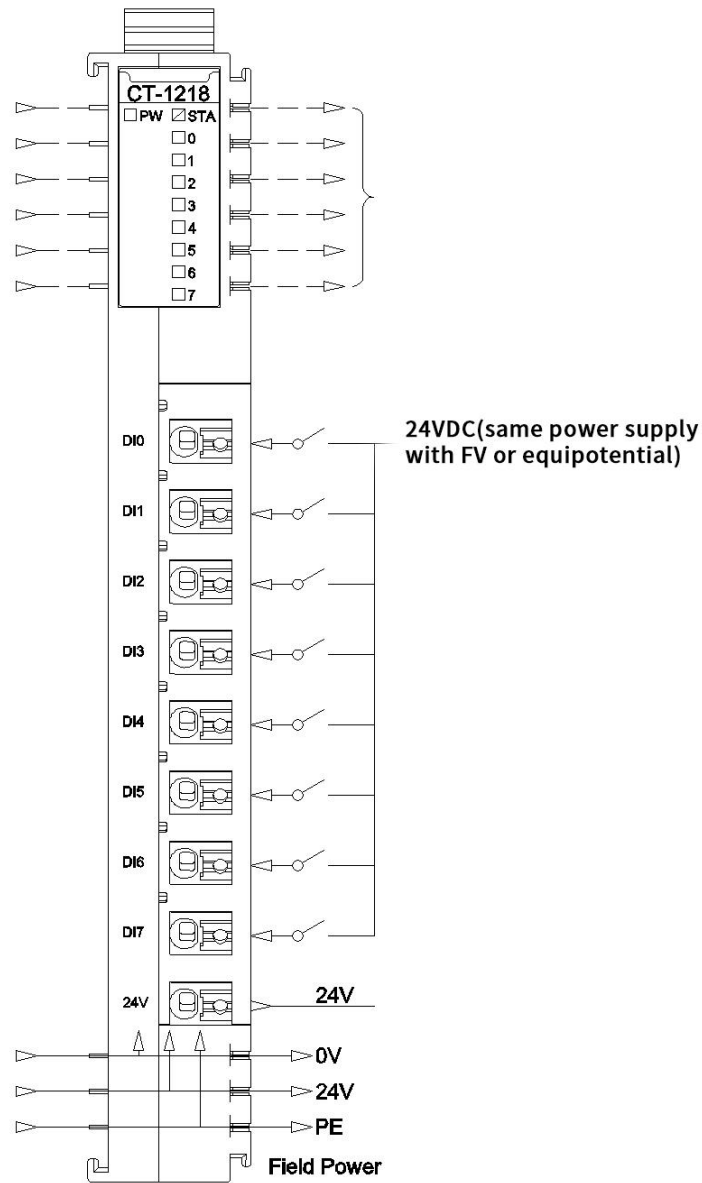 CT-1218
PW STA
0
1
2
3
4
5
6
7
DI0
24VDC(same power supply
with FV or equipotential)
DI1
DI2
DI3
DI4
DI5
DI6
DI7
24V 24V
0V
24V
PE
Field Power